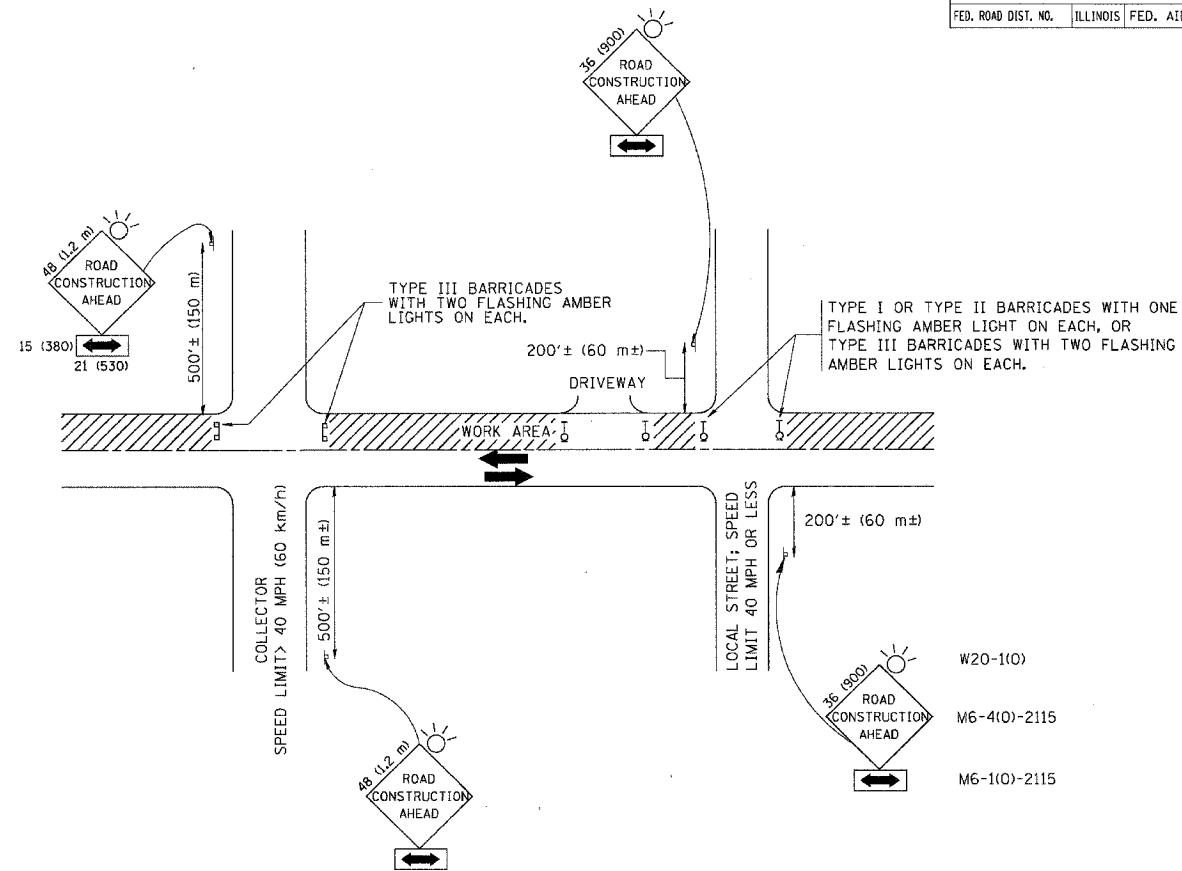 FED. ROAD DIST. NO. ILLINOIS FED. AI
36 (900)
ROAD
CONSTRUCTION
AHEAD
48 (1.2 m)
ROAD
CONSTRUCTION
AHEAD
15 (380)
21 (530)
500'± (150 m)
TYPE III BARRICADES
WITH TWO FLASHING AMBER
LIGHTS ON EACH.
200'± (60 m±)
DRIVEWAY
TYPE I OR TYPE II BARRICADES WITH ONE
FLASHING AMBER LIGHT ON EACH, OR
TYPE III BARRICADES WITH TWO FLASHING
AMBER LIGHTS ON EACH.
WORK AREA
COLLECTOR
SPEED LIMIT> 40 MPH (60 km/h)
500'± (150 m±)
LOCAL STREET; SPEED
LIMIT 40 MPH OR LESS
200'± (60 m±)
36 (900)
ROAD
CONSTRUCTION
AHEAD
W20-1(O)
M6-4(O)-2115
M6-1(O)-2115
48 (1.2 m)
ROAD
CONSTRUCTION
AHEAD